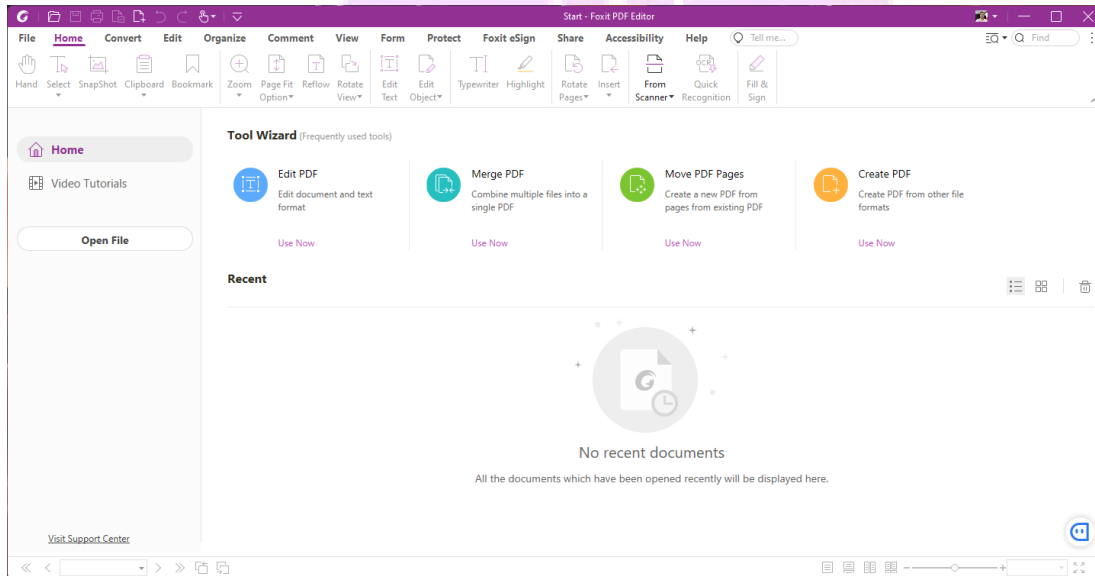 Start - Foxit PDF Editor
File Home Convert Edit Organize Comment View Form Protect Foxit eSign Share Accessibility Help Tell me... Find
Hand Select SnapShot Clipboard Bookmark Zoom Page Fit Option Reflow Rotate View Edit Text Edit Object Typewriter Highlight Rotate Pages Insert From Scanner Quick Recognition Fill & Sign
OCR
Home
Video Tutorials
Open File
Visit Support Center
Tool Wizard (Frequently used tools)
Edit PDF
Edit document and text
format
Use Now
Merge PDF
Combine multiple files into a
single PDF
Use Now
Move PDF Pages
Create a new PDF from
pages from existing PDF
Use Now
Create PDF
Create PDF from other file
formats
Use Now
Recent
No recent documents
All the documents which have been opened recently will be displayed here.